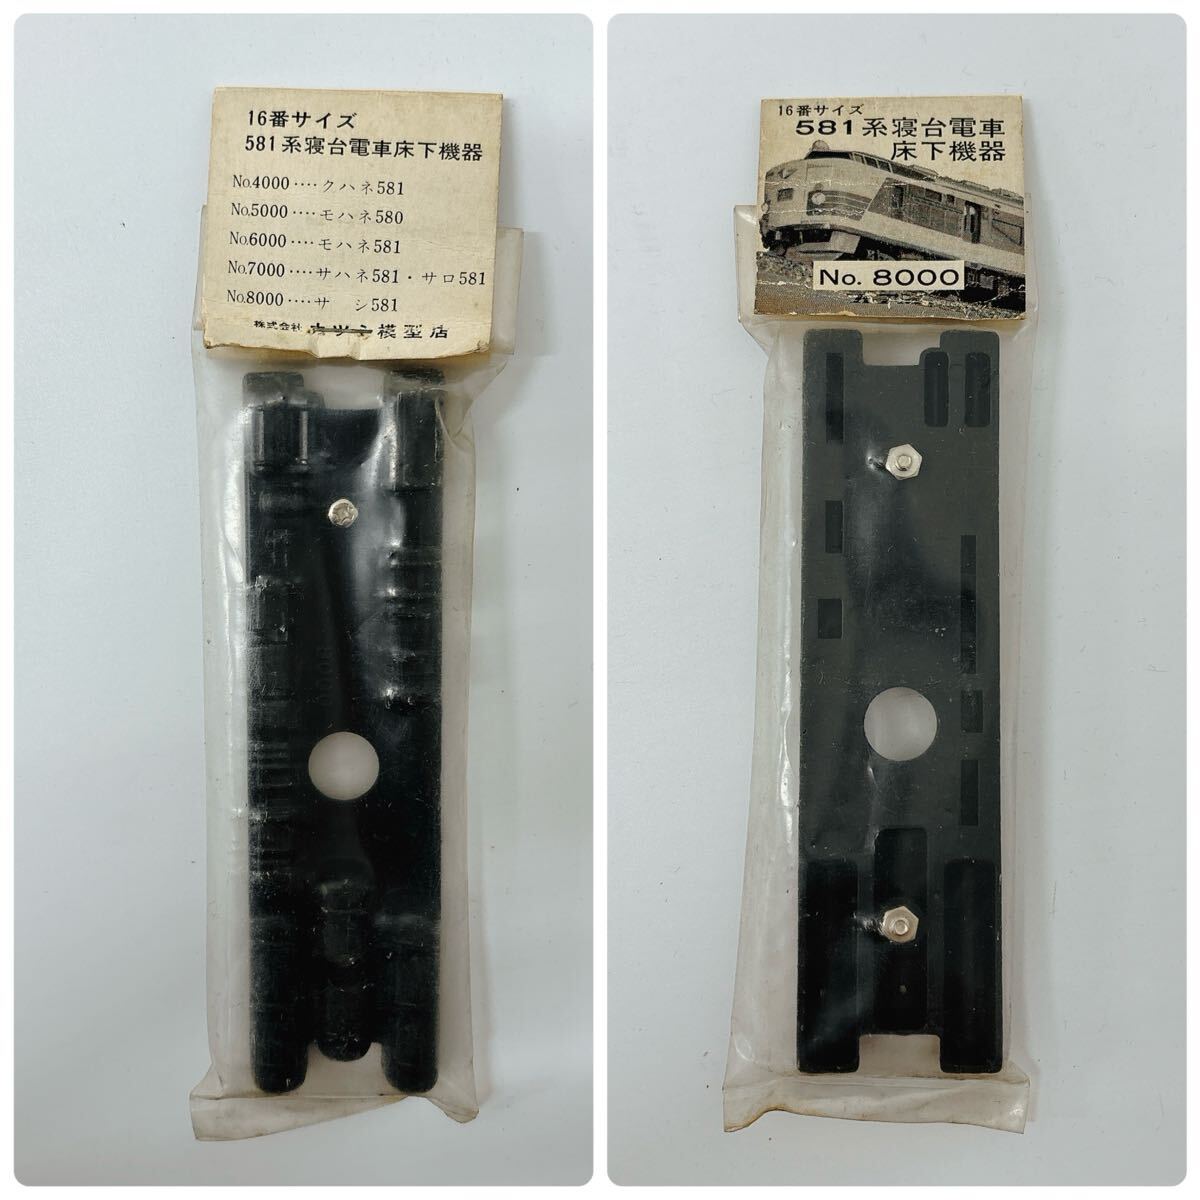 16番サイズ
581系寝台電車床下機器
No.4000‥‥クハネ581
No.5000‥‥モハネ580
No.6000‥‥モハネ581
No.7000‥‥サハネ581・サロ581
No.8000‥‥サ シ581
株式会社 カツミ模型店
16番サイズ
581系寝台電車
床下機器
No. 8000